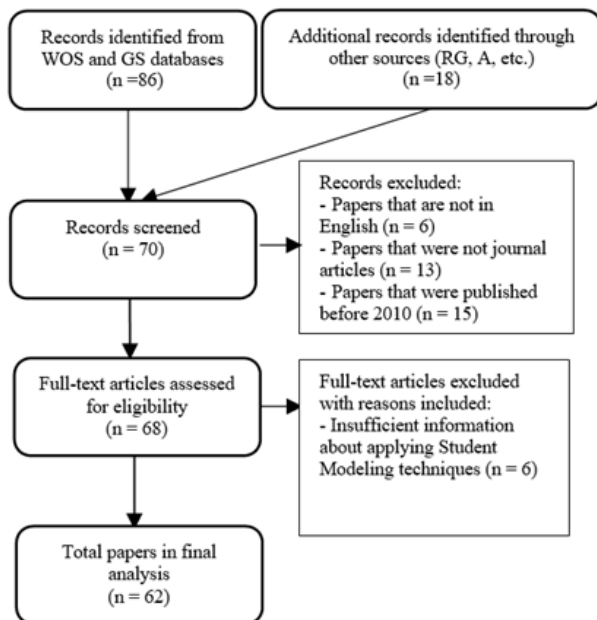 Records identified from
WOS and GS databases
(n =86)
Additional records identified through
other sources (RG, A, etc.)
(n =18)
Records screened
(n = 70)
Records excluded:
- Papers that are not in
English (n = 6)
- Papers that were not journal
articles (n = 13)
- Papers that were published
before 2010 (n = 15)
Full-text articles assessed
for eligibility
(n = 68)
Full-text articles excluded
with reasons included:
- Insufficient information
about applying Student
Modeling techniques (n = 6)
Total papers in final
analysis
(n = 62)